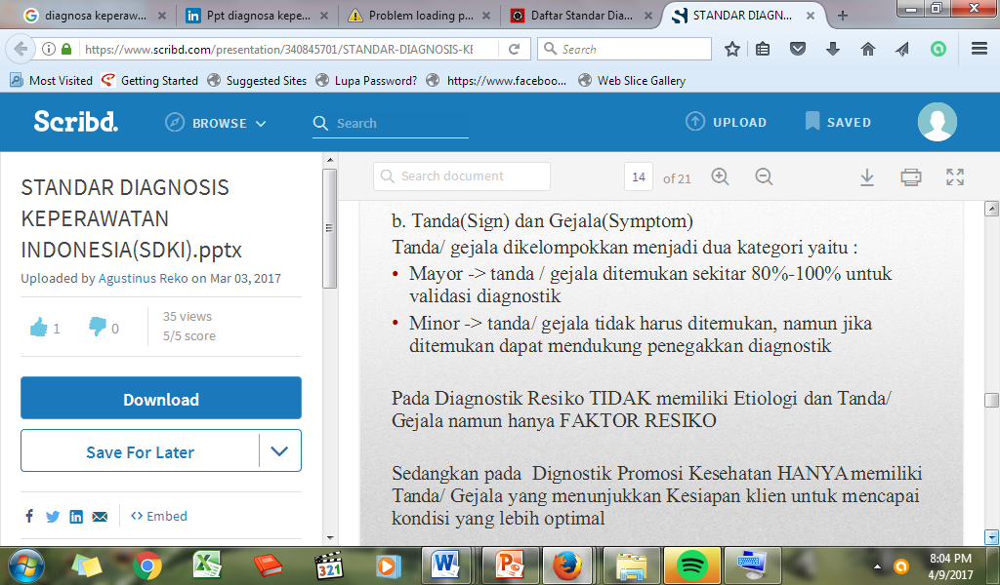 diagnosa keperaw...
Ppt diagnosa kepe...
Problem loading p...
Daftar Standar Dia...
STANDAR DIAGN...
https://www.scribd.com/presentation/340845701/STANDAR-DIAGNOSIS-KE
Search
Most Visited
Getting Started
Suggested Sites
Lupa Password?
https://www.faceboo...
Web Slice Gallery
Scribd.
BROWSE
Search
UPLOAD
SAVED
STANDAR DIAGNOSIS
KEPERAWATAN
INDONESIA(SDKI).pptx
Uploaded by Agustinus Reko on Mar 03, 2017
1
0
35 views
5/5 score
Download
Save For Later
Embed
Search document
14 of 21
b. Tanda(Sign) dan Gejala(Symptom)
Tanda/ gejala dikelompokkan menjadi dua kategori yaitu :
• Mayor -> tanda / gejala ditemukan sekitar 80%-100% untuk
validasi diagnostik
• Minor -> tanda/ gejala tidak harus ditemukan, namun jika
ditemukan dapat mendukung penegakkan diagnostik
Pada Diagnostik Resiko TIDAK memiliki Etiologi dan Tanda/
Gejala namun hanya FAKTOR RESIKO
Sedangkan pada Dignostik Promosi Kesehatan HANYA memiliki
Tanda/ Gejala yang menunjukkan Kesiapan klien untuk mencapai
kondisi yang lebih optimal
321
8:04 PM
4/9/2017